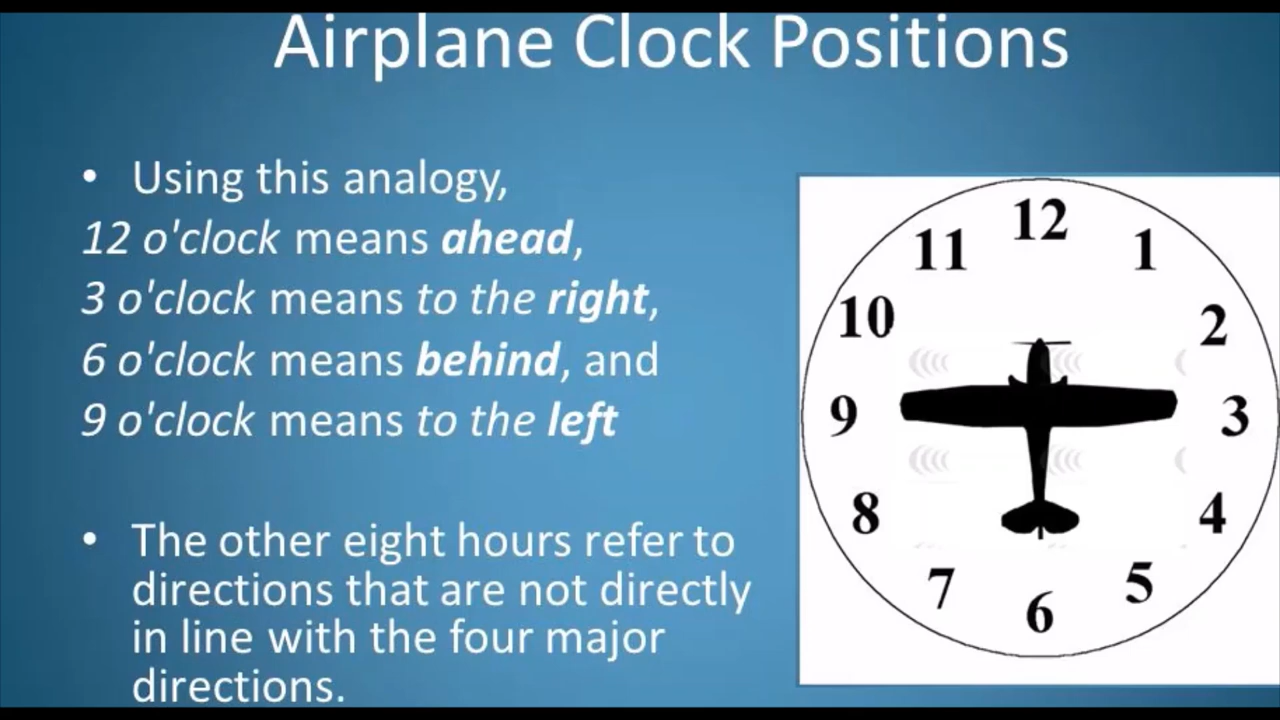 Airplane Clock Positions
• Using this analogy,
12 o'clock means ahead,
3 o'clock means to the right,
6 o'clock means behind, and
9 o'clock means to the left
• The other eight hours refer to
directions that are not directly
in line with the four major
directions.
12
11
1
10
2
9
3
8
4
7
5
6